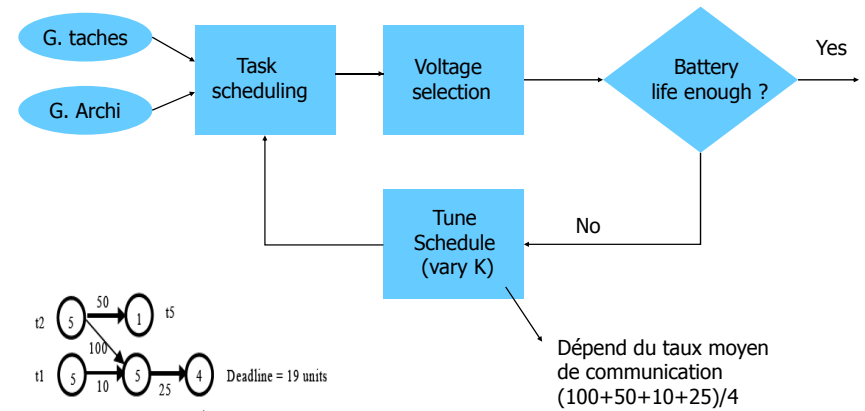 G. taches
G. Archi
Task
scheduling
Voltage
selection
Battery
life enough ?
Yes
No
Tune
Schedule
(vary K)
Dépend du taux moyen
de communication
(100+50+10+25)/4
t2
5
50
1
t5
100
t1
5
10
5
25
4
Deadline = 19 units